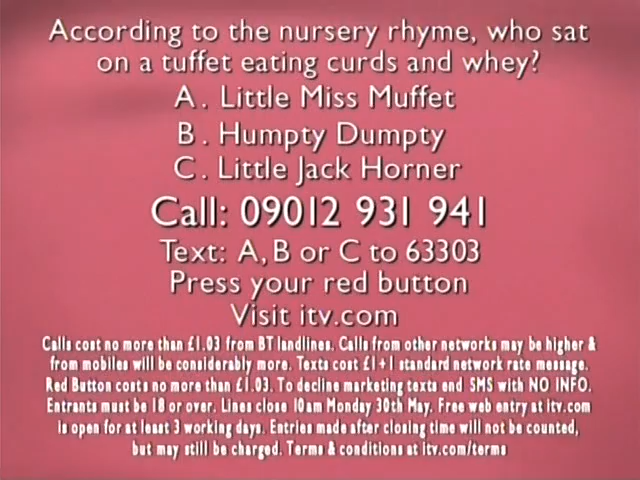 According to the nursery rhyme, who sat
on a tuffet eating curds and whey?
A. Little Miss Muffet
B. Humpty Dumpty
C. Little Jack Horner
Call: 09012 931 941
Text: A, B or C to 63303
Press your red button
Visit itv.com
Calls cost no more than £1.03 from BT landlines. Calls from other networks may be higher &
from mobiles will be considerably more. Texts cost £1+1 standard network rate message.
Red Button costs no more than £1.03. To decline marketing texts end SMS with NO INFO.
Entrants must be 18 or over. Lines close 10am Monday 30th May. Free web entry at itv.com
is open for at least 3 working days. Entries made after closing time will not be counted,
but may still be charged. Terms & conditions at itv.com/terms